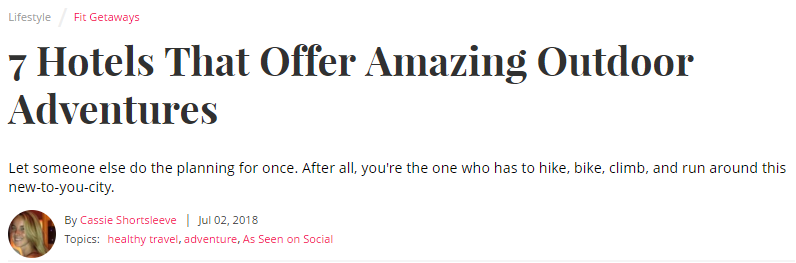 Lifestyle / Fit Getaways
7 Hotels That Offer Amazing Outdoor
Adventures
Let someone else do the planning for once. After all, you're the one who has to hike, bike, climb, and run around this
new-to-you-city.
By Cassie Shortsleeve | Jul 02, 2018
Topics: healthy travel, adventure, As Seen on Social